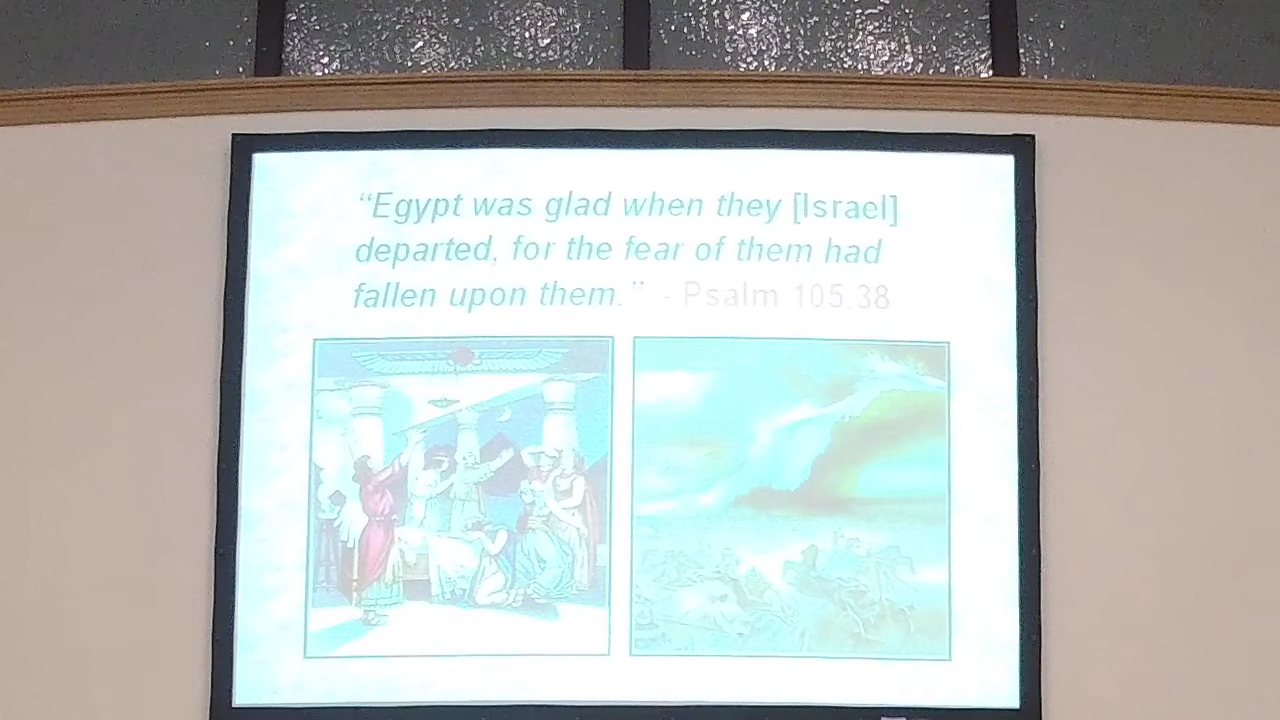 “Egypt was glad when they [Israel]
departed, for the fear of them had
fallen upon them.” - Psalm 105.38